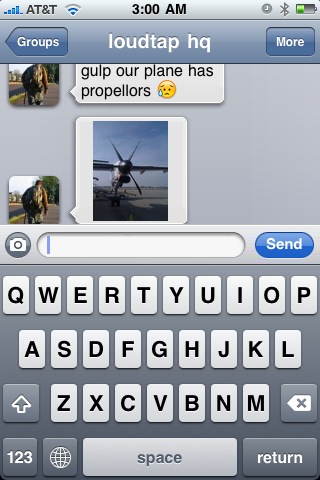 AT&T 3:00 AM
Groups loudtap hq More
gulp our plane has
propellors 😥
Send
Q W E R T Y U I O P
A S D F G H J K L
Z X C V B N M
123 space return